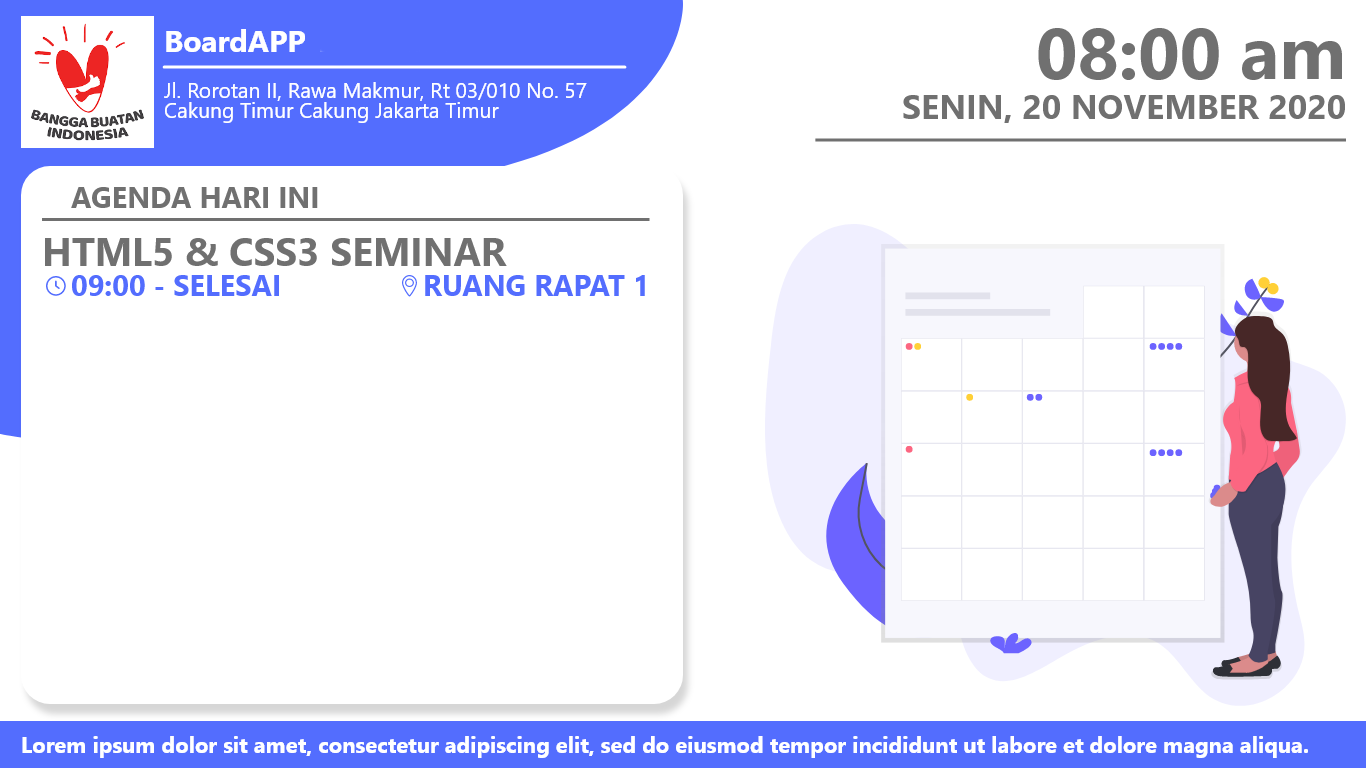 BANGGA BUATAN
INDONESIA
BoardAPP
Jl. Rorotan II, Rawa Makmur, Rt 03/010 No. 57
Cakung Timur Cakung Jakarta Timur
08:00 am
SENIN, 20 NOVEMBER 2020
AGENDA HARI INI
HTML5 & CSS3 SEMINAR
09:00 - SELESAI
RUANG RAPAT 1
Lorem ipsum dolor sit amet, consectetur adipiscing elit, sed do eiusmod tempor incididunt ut labore et dolore magna aliqua.